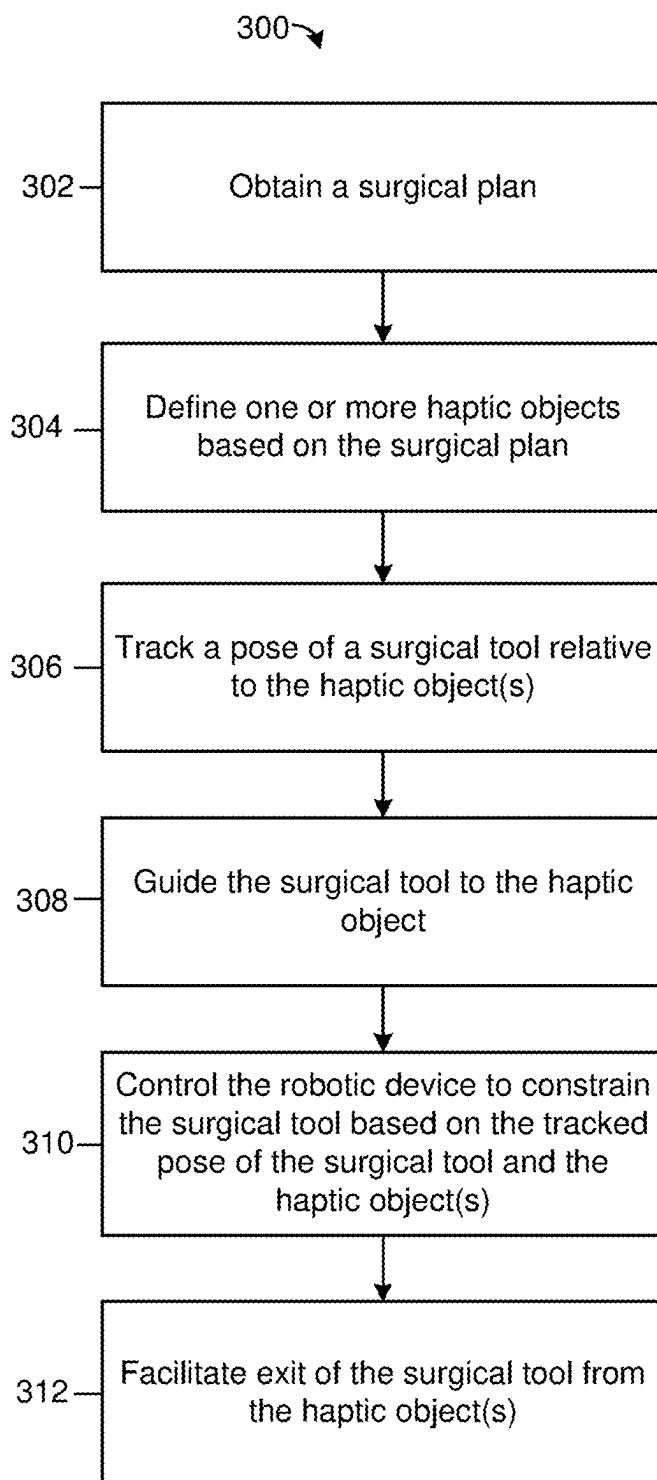 300
302
Obtain a surgical plan
304
Define one or more haptic objects
based on the surgical plan
306
Track a pose of a surgical tool relative
to the haptic object(s)
308
Guide the surgical tool to the haptic
object
310
Control the robotic device to constrain
the surgical tool based on the tracked
pose of the surgical tool and the
haptic object(s)
312
Facilitate exit of the surgical tool from
the haptic object(s)